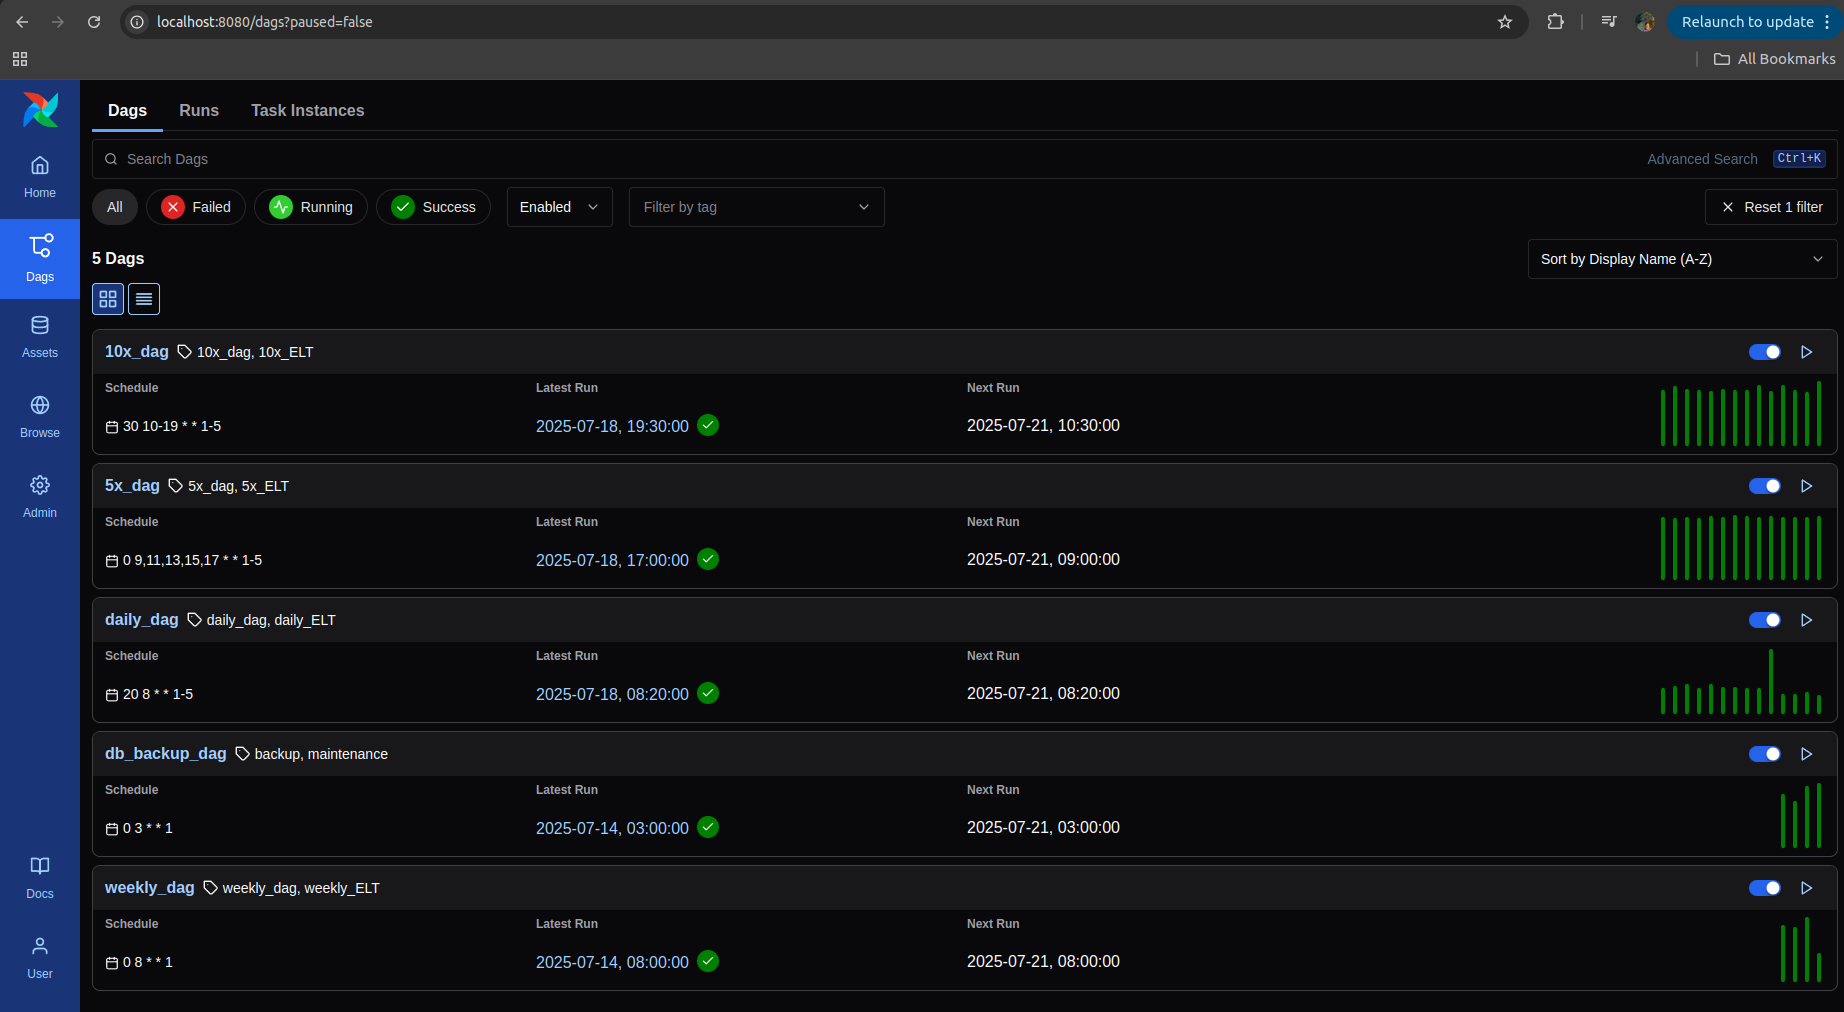 localhost:8080/dags?paused=false
Relaunch to update
All Bookmarks
Home
Dags
Assets
Browse
Admin
Docs
User
Dags Runs Task Instances
Search Dags Advanced Search Ctrl+K
All Failed Running Success Enabled Filter by tag Reset 1 filter
5 Dags Sort by Display Name (A-Z)
10x_dag 10x_dag, 10x_ELT
Schedule Latest Run Next Run
30 10-19 * * 1-5 2025-07-18, 19:30:00 2025-07-21, 10:30:00
5x_dag 5x_dag, 5x_ELT
Schedule Latest Run Next Run
0 9,11,13,15,17 * * 1-5 2025-07-18, 17:00:00 2025-07-21, 09:00:00
daily_dag daily_dag, daily_ELT
Schedule Latest Run Next Run
20 8 * * 1-5 2025-07-18, 08:20:00 2025-07-21, 08:20:00
db_backup_dag backup, maintenance
Schedule Latest Run Next Run
0 3 * * 1 2025-07-14, 03:00:00 2025-07-21, 03:00:00
weekly_dag weekly_dag, weekly_ELT
Schedule Latest Run Next Run
0 8 * * 1 2025-07-14, 08:00:00 2025-07-21, 08:00:00